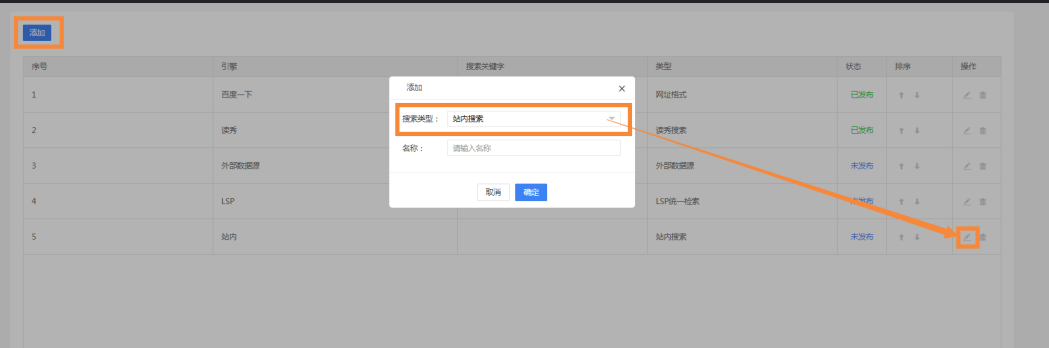 添加
序号 引擎 搜索关键字 类型 状态 排序 操作
添加 ×
1 百度一下 网址格式 已发布
搜索类型： 站内搜索
2 读秀 读秀搜索 已发布
名称： 请输入名称
3 外部数据源 外部数据源 未发布
取消 确定
4 LSP LSP统一检索 未发布
5 站内 站内搜索 未发布